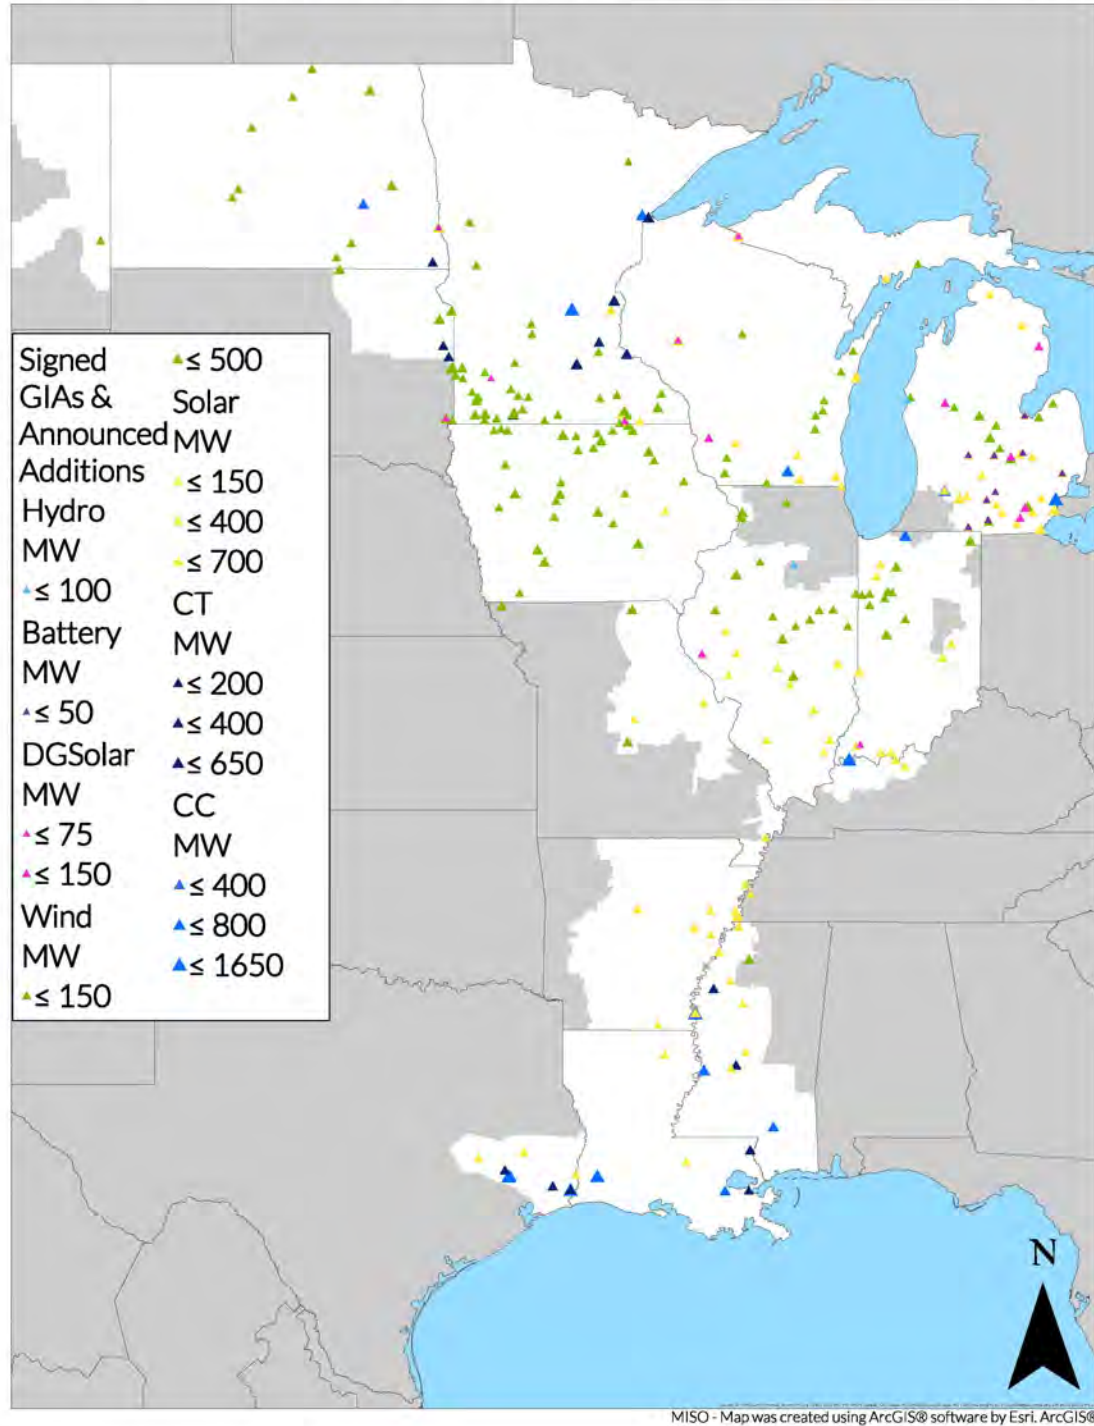 Signed
GIAs &
Announced
Additions
Hydro
MW
≤ 100
Battery
MW
≤ 50
DGSolar
MW
≤ 75
≤ 150
Wind
MW
≤ 150
≤ 500
Solar
MW
≤ 150
≤ 400
≤ 700
CT
MW
≤ 200
≤ 400
≤ 650
CC
MW
≤ 400
≤ 800
≤ 1650
N
MISO - Map was created using ArcGIS® software by Esri. ArcGIS®